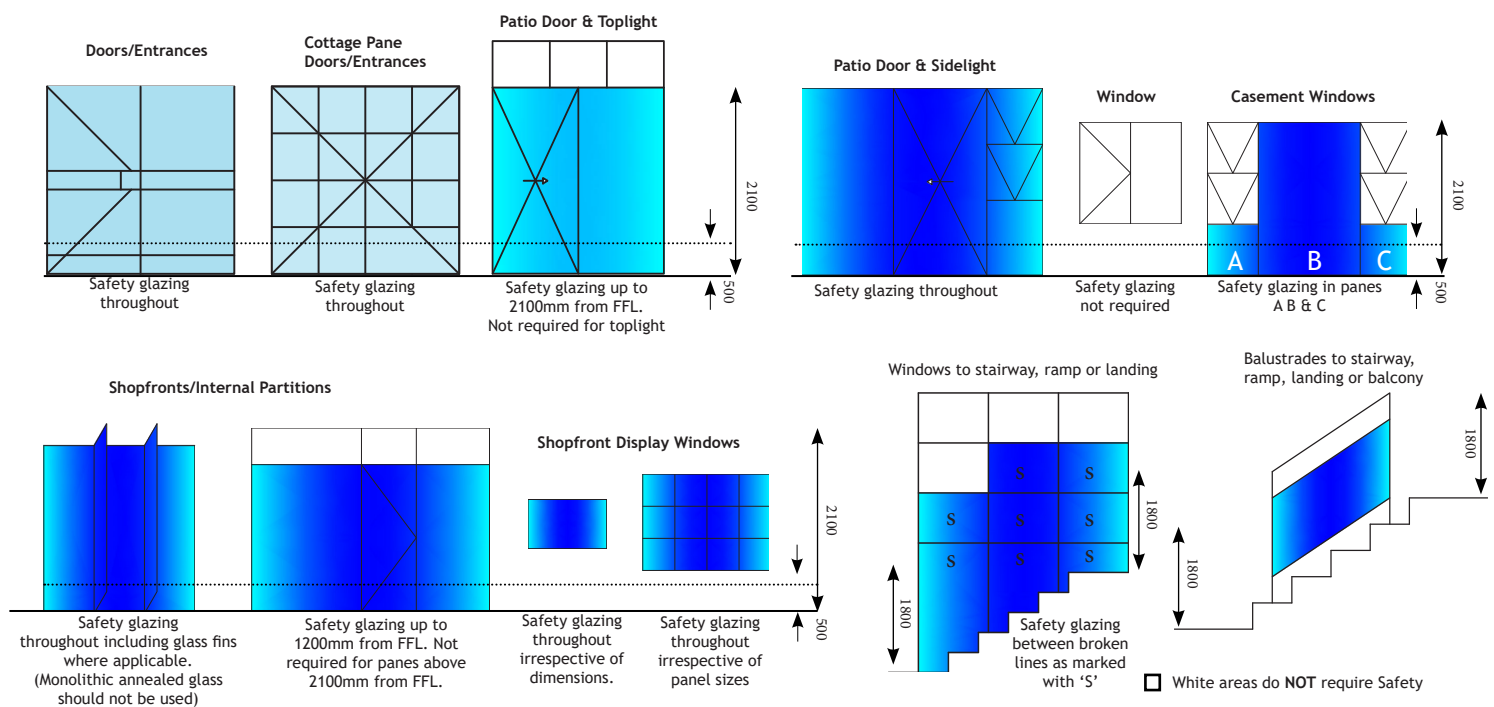 Patio Door & Toplight
Doors/Entrances
Cottage Pane
Doors/Entrances
2100
500
Safety glazing
throughout
Safety glazing
throughout
Safety glazing up to
2100mm from FFL.
Not required for toplight
Patio Door & Sidelight
Window
Casement Windows
2100
A
B
C
500
Safety glazing throughout
Safety glazing
not required
Safety glazing in panes
A B & C
Shopfronts/Internal Partitions
Shopfront Display Windows
2100
500
Safety glazing
throughout including glass fins
where applicable.
(Monolithic annealed glass
should not be used)
Safety glazing up to
1200mm from FFL. Not
required for panes above
2100mm from FFL.
Safety glazing
throughout
irrespective of
dimensions.
Safety glazing
throughout
irrespective of
panel sizes
Windows to stairway, ramp or landing
S S
S S S
S S S
1800
1800
Safety glazing
between broken
lines as marked
with ‘S’
Balustrades to stairway,
ramp, landing or balcony
1800
1800
White areas do NOT require Safety